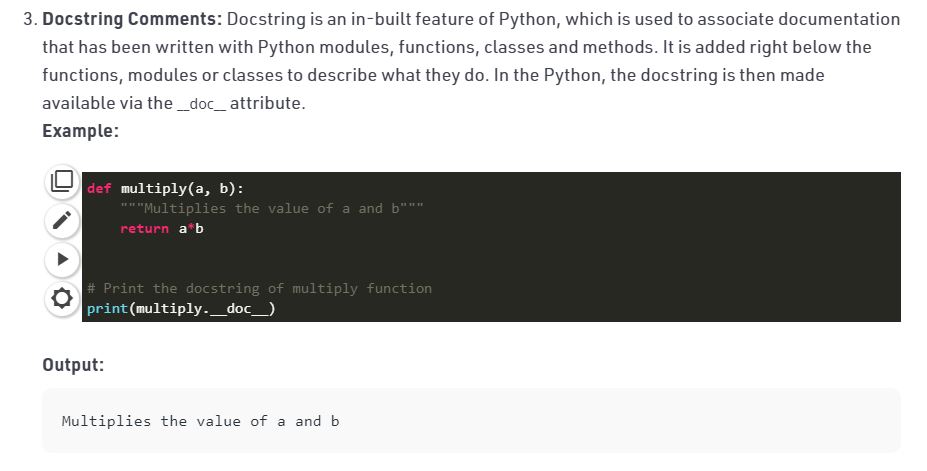 3. Docstring Comments: Docstring is an in-built feature of Python, which is used to associate documentation
that has been written with Python modules, functions, classes and methods. It is added right below the
functions, modules or classes to describe what they do. In the Python, the docstring is then made
available via the __doc__ attribute.
Example:
def multiply(a, b):
    """Multiplies the value of a and b"""
    return a*b
# Print the docstring of multiply function
print(multiply.__doc__)
Output:
Multiplies the value of a and b